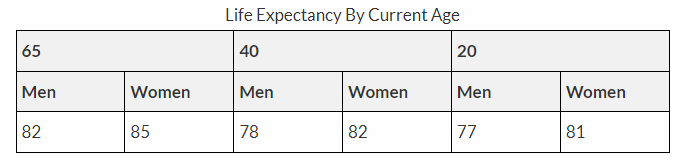 Life Expectancy By Current Age
65 40 20
Men Women Men Women Men Women
82 85 78 82 77 81